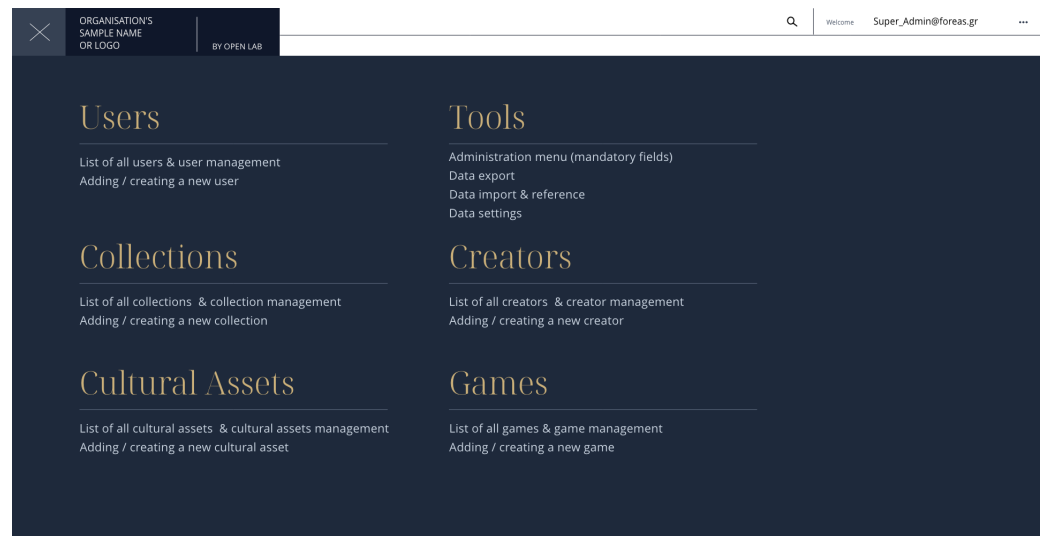 ORGANISATION'S
SAMPLE NAME
OR LOGO
BY OPEN LAB
Welcome
Super_Admin@foreas.gr
Users
List of all users & user management
Adding / creating a new user
Tools
Administration menu (mandatory fields)
Data export
Data import & reference
Data settings
Collections
List of all collections & collection management
Adding / creating a new collection
Creators
List of all creators & creator management
Adding / creating a new creator
Cultural Assets
List of all cultural assets & cultural assets management
Adding / creating a new cultural asset
Games
List of all games & game management
Adding / creating a new game